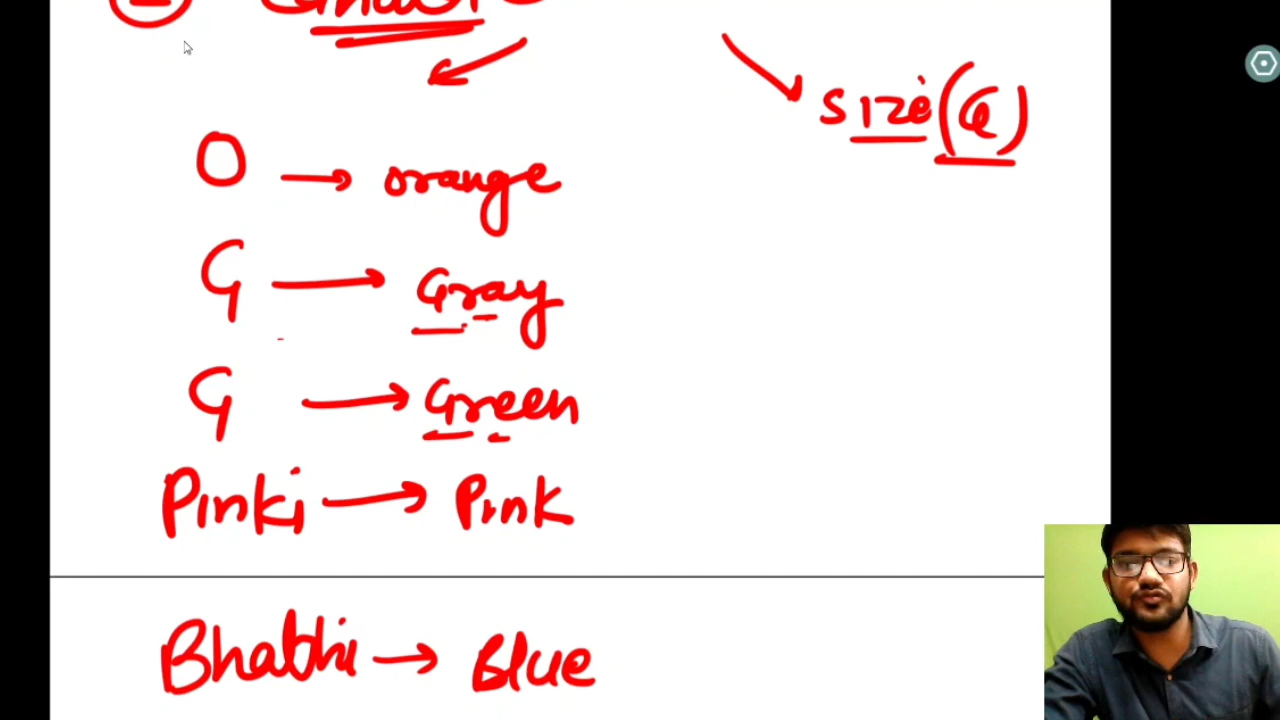 size (G)
O → orange
G → Gray
G → Green
Pinki → Pink
Bhabhi → Blue